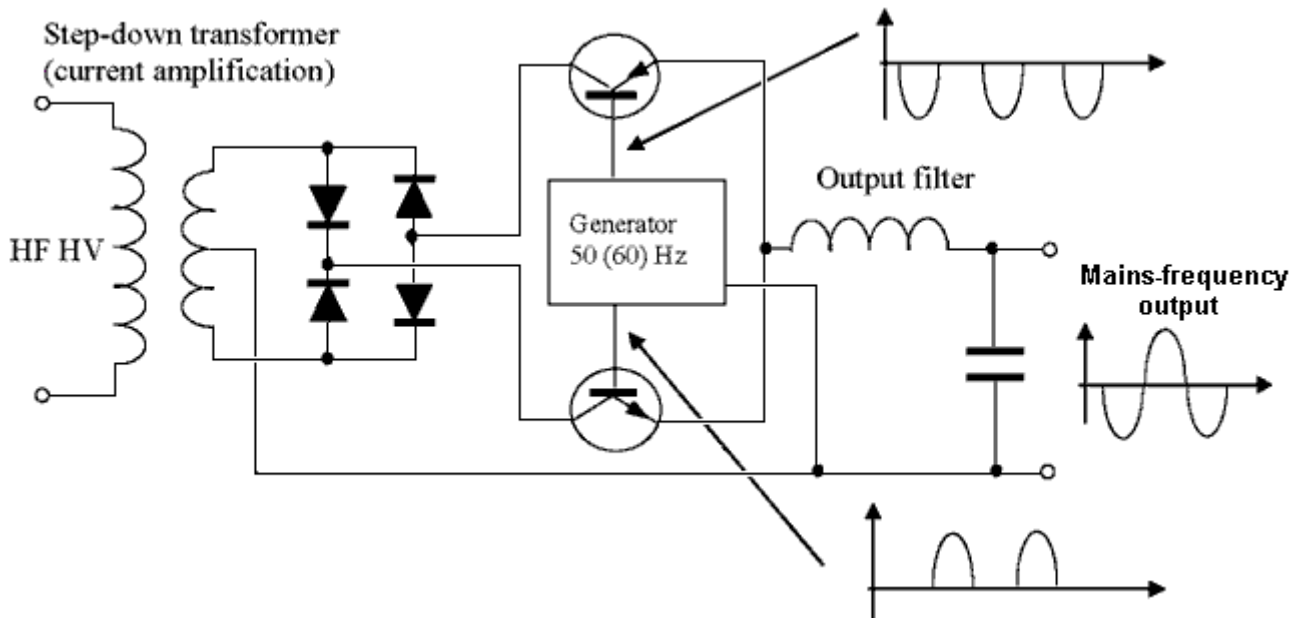 Step-down transformer
(current amplification)
HF HV
Generator
50 (60) Hz
Output filter
Mains-frequency
output